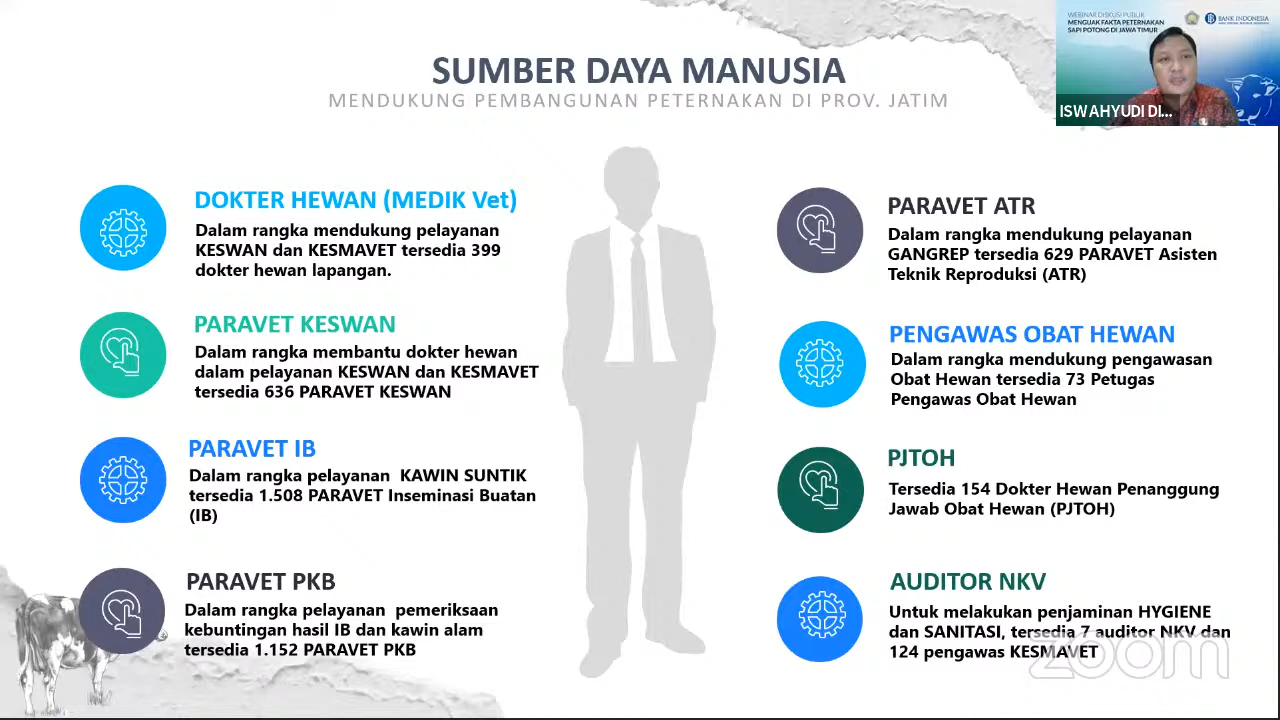 SUMBER DAYA MANUSIA
MENDUKUNG PEMBANGUNAN PETERNAKAN DI PROV. JATIM
WEBINAR DISKUSI PUBLIK
MENGUAK FAKTA PETERNAKAN
SAPI POTONG DI JAWA TIMUR
BANK INDONESIA
ISWAHYUDI DI...
DOKTER HEWAN (MEDIK Vet)
Dalam rangka mendukung pelayanan
KESWAN dan KESMAVET tersedia 399
dokter hewan lapangan.
PARAVET KESWAN
Dalam rangka membantu dokter hewan
dalam pelayanan KESWAN dan KESMAVET
tersedia 636 PARAVET KESWAN
PARAVET IB
Dalam rangka pelayanan KAWIN SUNTIK
tersedia 1.508 PARAVET Inseminasi Buatan
(IB)
PARAVET PKB
Dalam rangka pelayanan pemeriksaan
kebuntingan hasil IB dan kawin alam
tersedia 1.152 PARAVET PKB
PARAVET ATR
Dalam rangka mendukung pelayanan
GANGREP tersedia 629 PARAVET Asisten
Teknik Reproduksi (ATR)
PENGAWAS OBAT HEWAN
Dalam rangka mendukung pengawasan
Obat Hewan tersedia 73 Petugas
Pengawas Obat Hewan
PJTOH
Tersedia 154 Dokter Hewan Penanggung
Jawab Obat Hewan (PJTOH)
AUDITOR NKV
Untuk melakukan penjaminan HYGIENE
dan SANITASI, tersedia 7 auditor NKV dan
124 pengawas KESMAVET
zoom